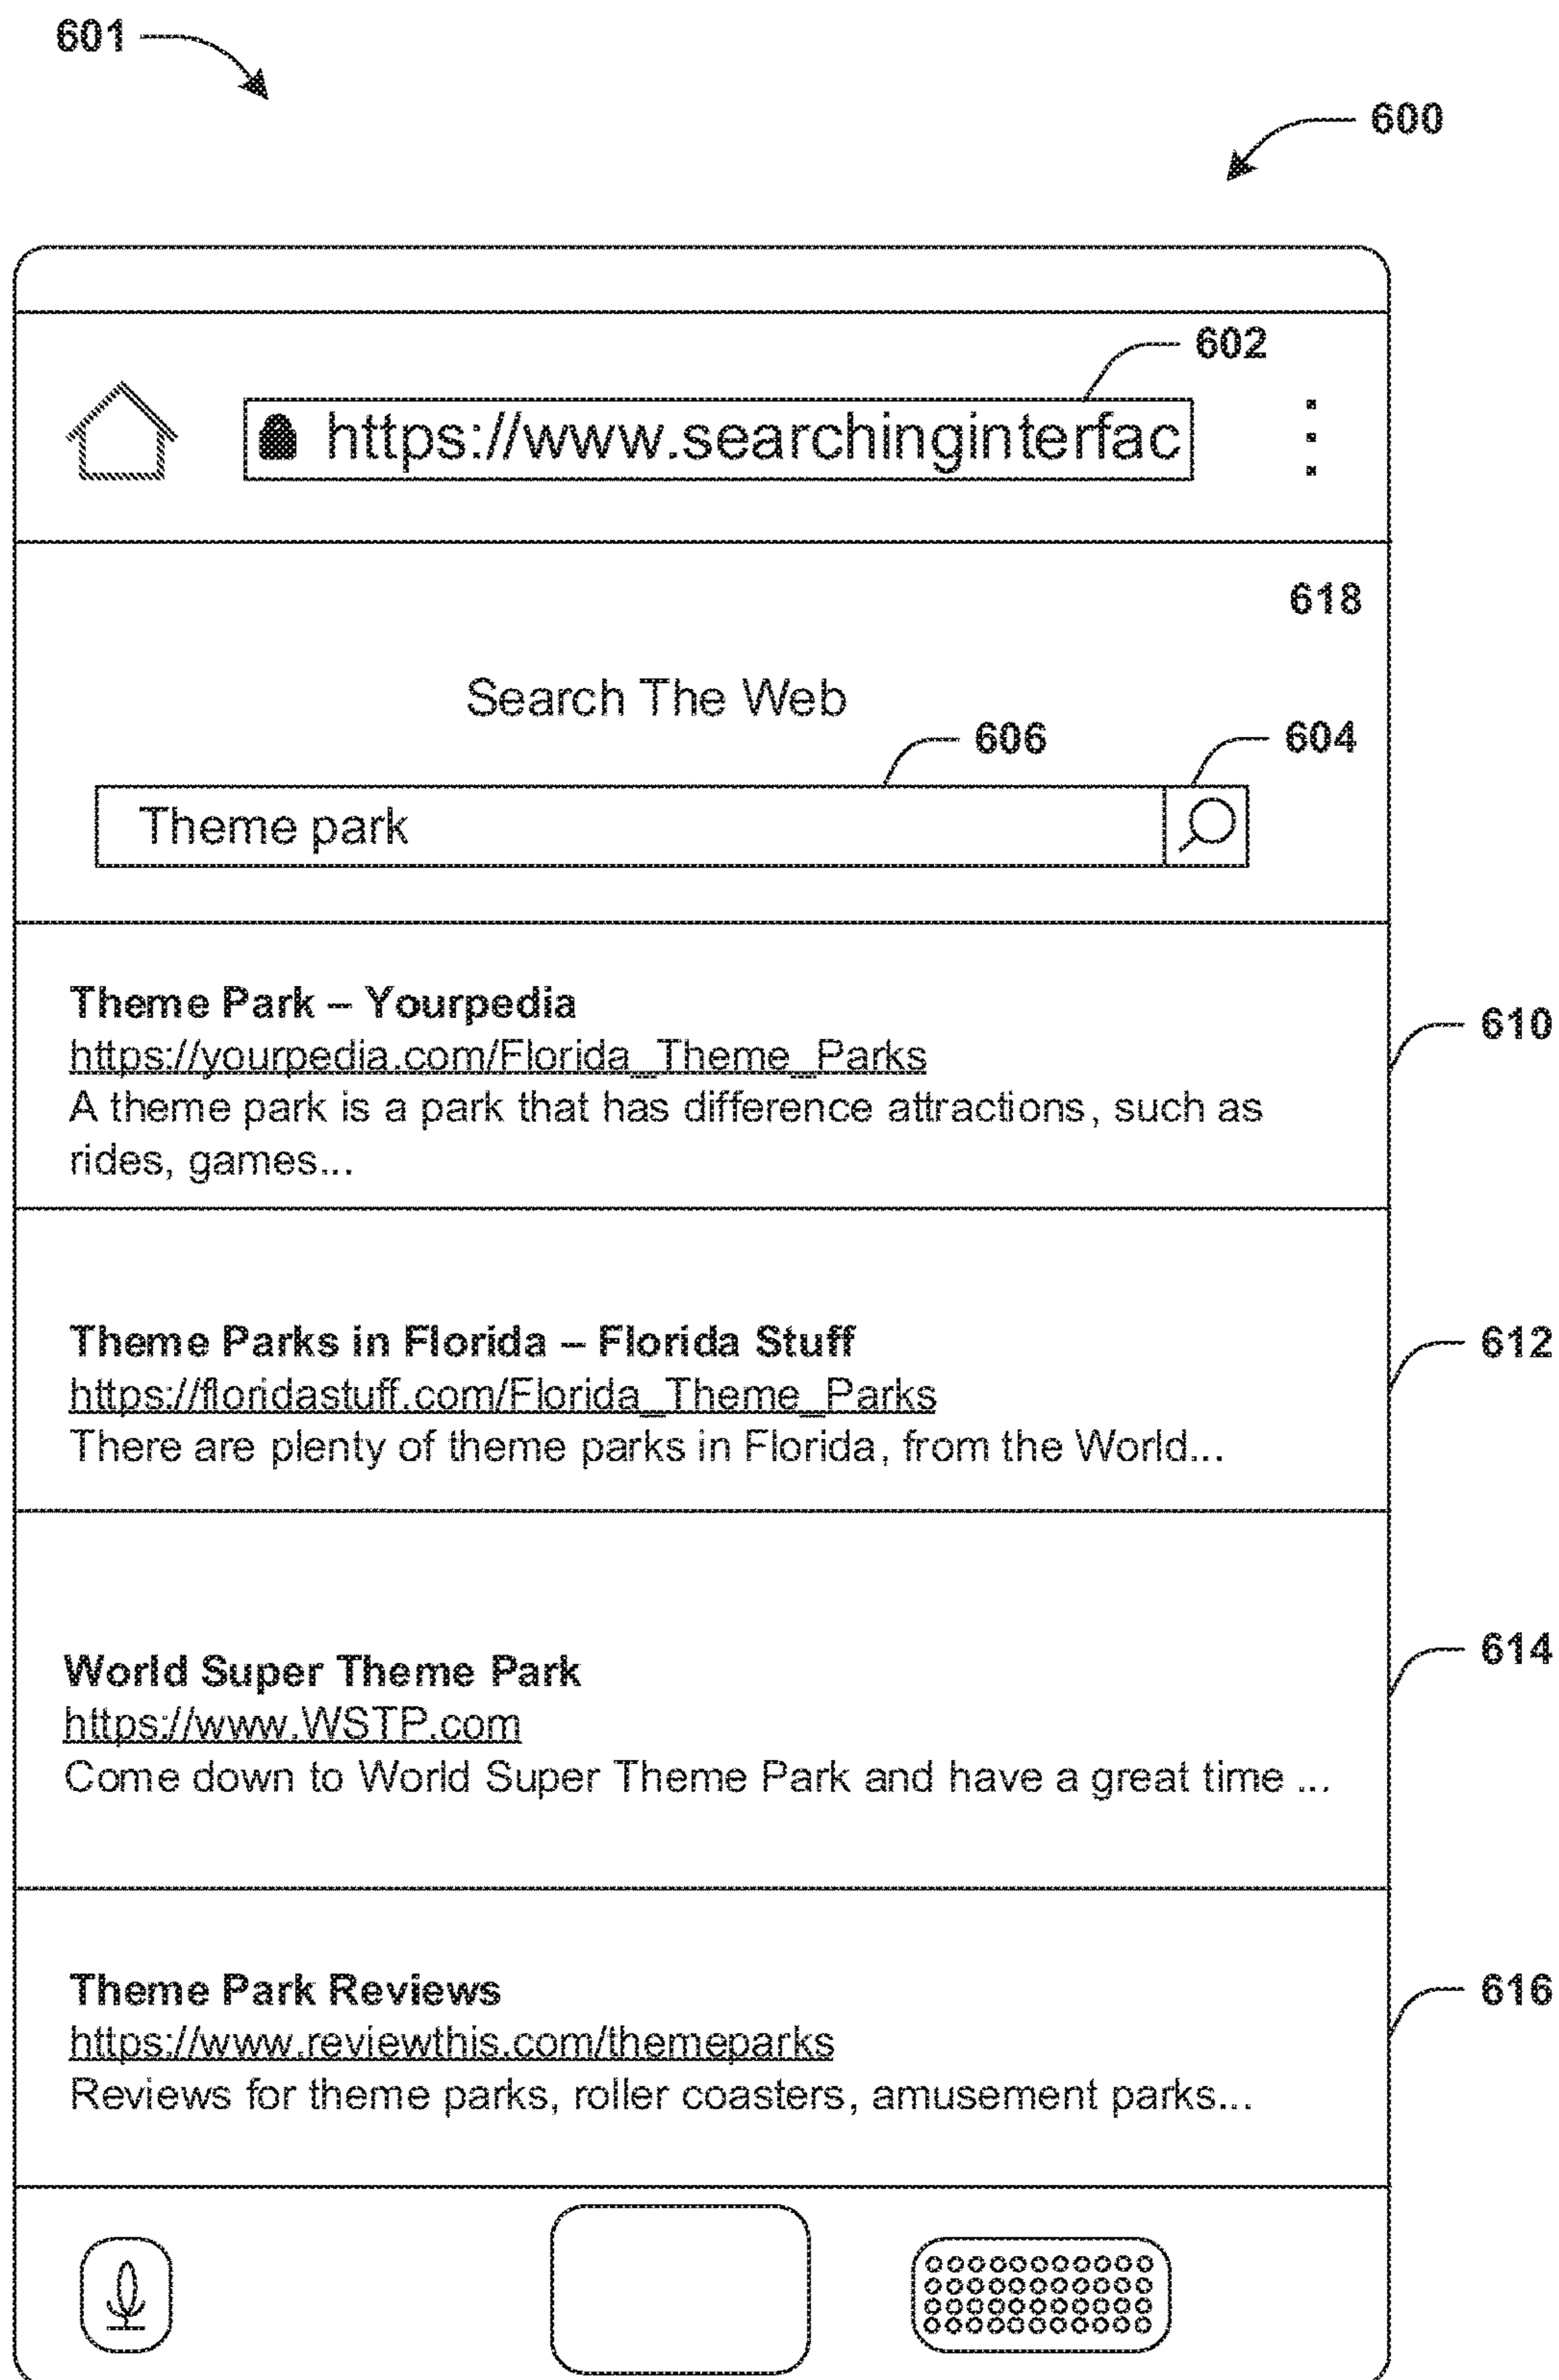 601
600
602
https://www.searchinginterfac
618
Search The Web
606
604
Theme park
Theme Park – Yourpedia
610
https://yourpedia.com/Florida_Theme_Parks
A theme park is a park that has difference attractions, such as
rides, games...
Theme Parks in Florida – Florida Stuff
612
https://floridastuff.com/Florida_Theme_Parks
There are plenty of theme parks in Florida, from the World...
614
World Super Theme Park
https://www.WSTP.com
Come down to World Super Theme Park and have a great time ...
Theme Park Reviews
616
https://www.reviewthis.com/themeparks
Reviews for theme parks, roller coasters, amusement parks...